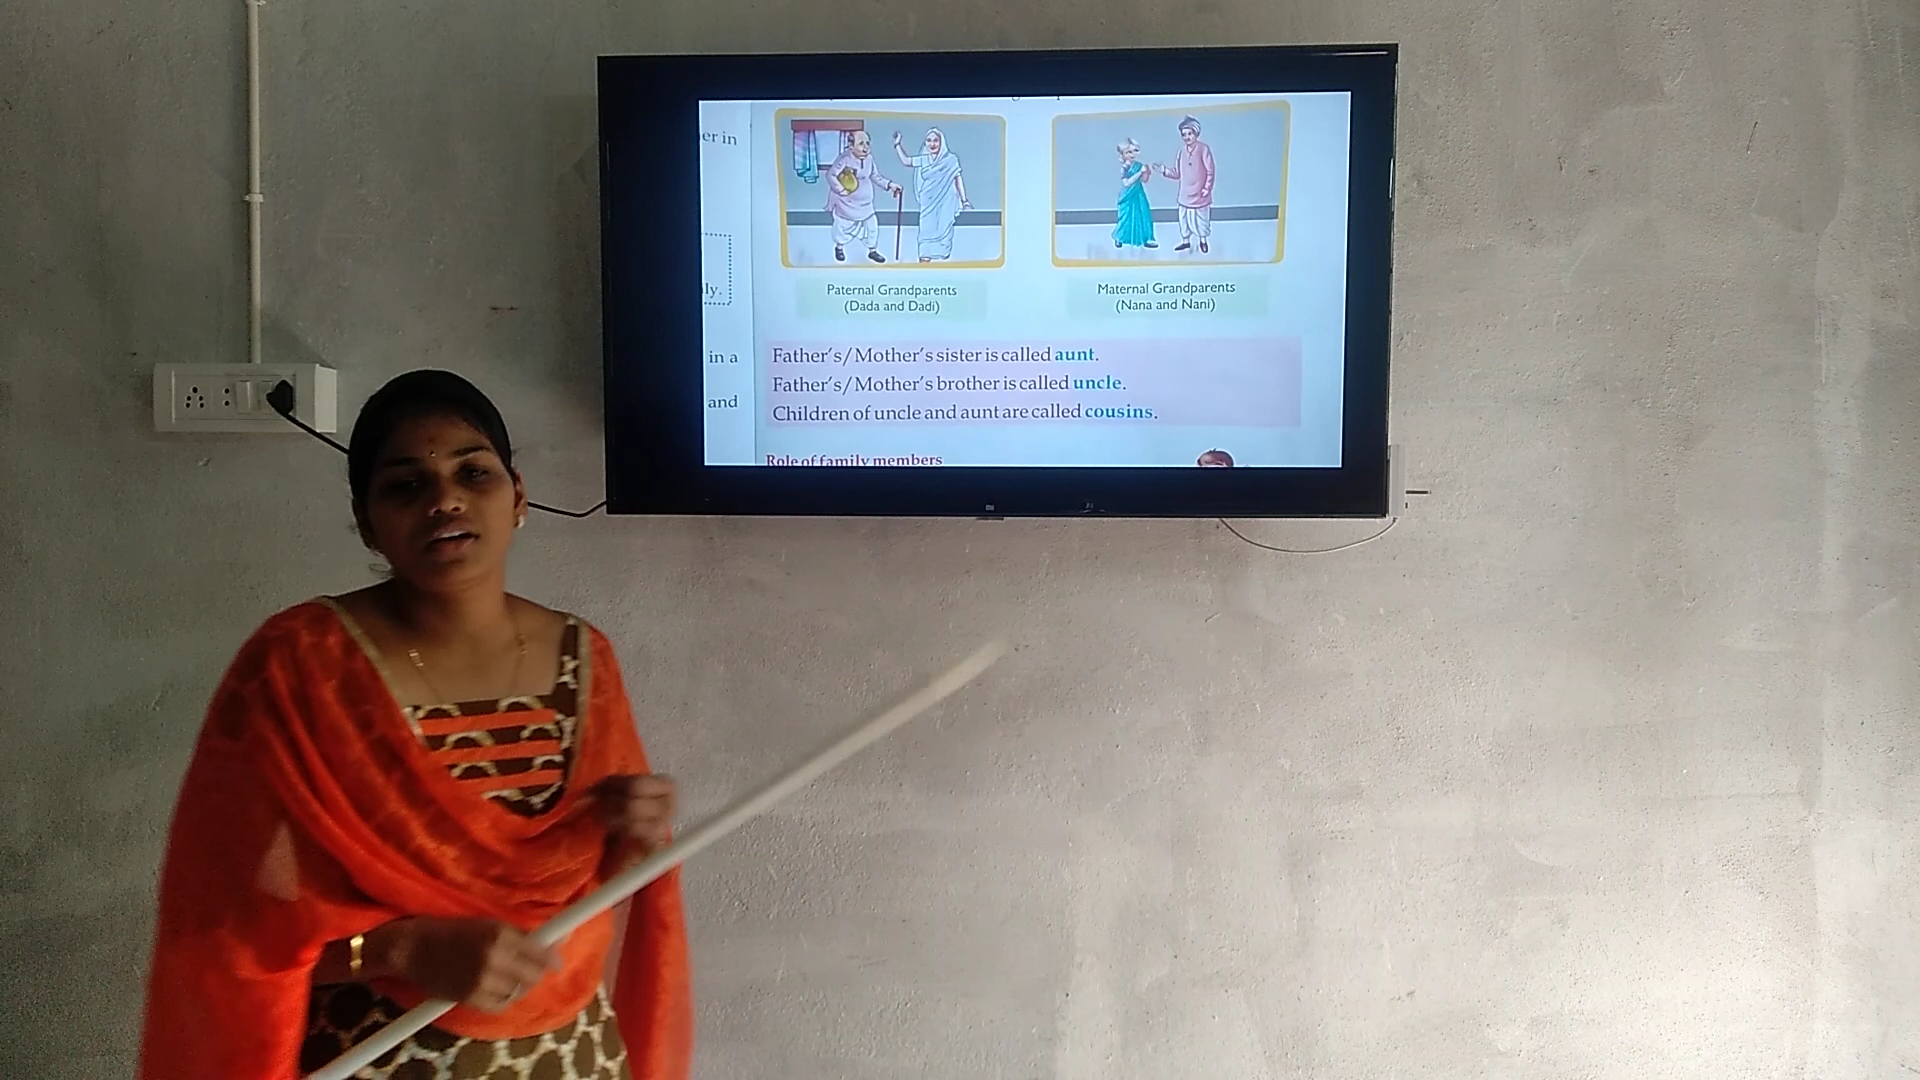 er in
ly.
in a
and
Paternal Grandparents
(Dada and Dadi)
Maternal Grandparents
(Nana and Nani)
Father's/Mother's sister is called aunt.
Father's/Mother's brother is called uncle.
Children of uncle and aunt are called cousins.
Role of family members
mi